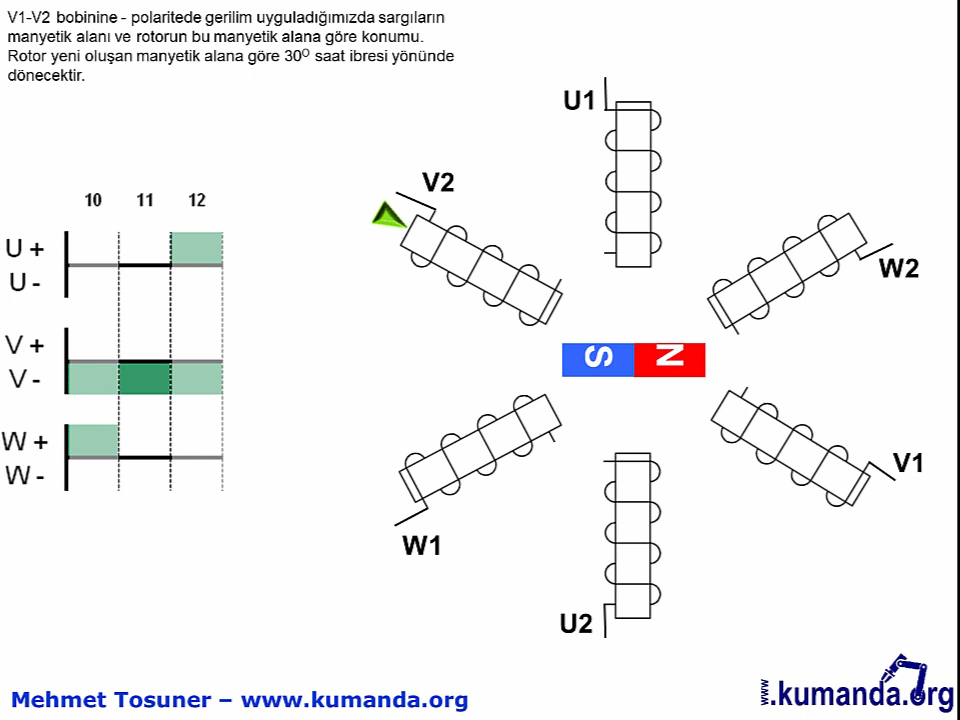 V1-V2 bobinine - polaritede gerilim uyguladığımızda sargıların
manyetik alanı ve rotorun bu manyetik alana göre konumu.
Rotor yeni oluşan manyetik alana göre 30O saat ibresi yönünde
dönecektir.
U1
V2
W2
10 11 12
U +
U -
V +
V -
W +
W -
S N
V1
W1
U2
Mehmet Tosuner – www.kumanda.org
www.kumanda.org